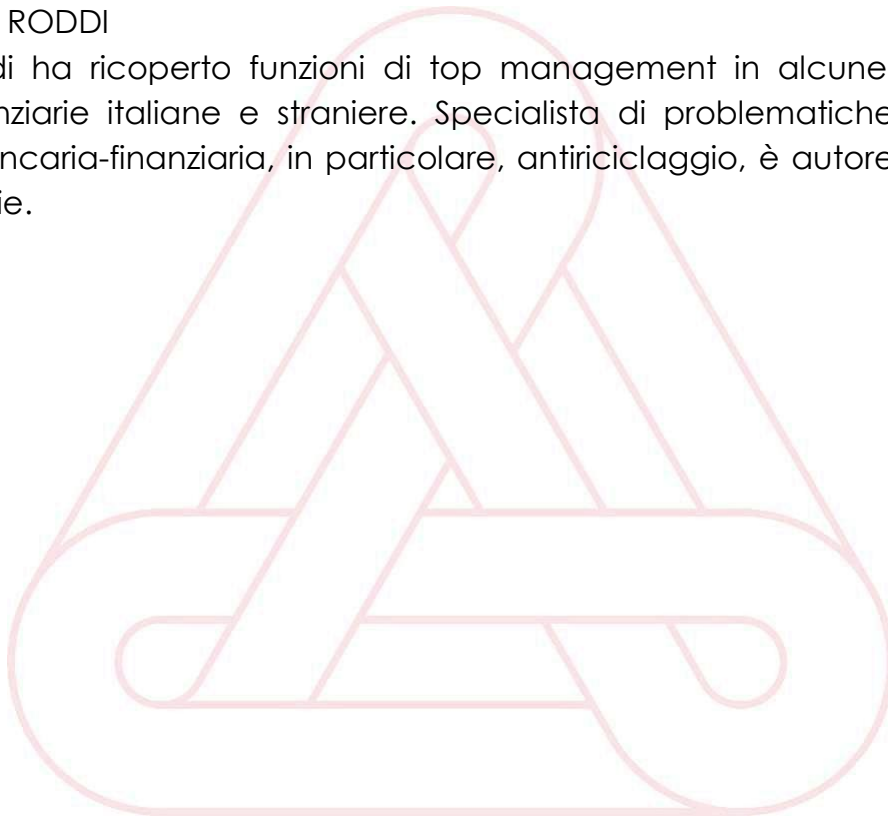 RODDI
di ha ricoperto funzioni di top management in alcune
nziarie italiane e straniere. Specialista di problematiche
ncaria-finanziaria, in particolare, antiriciclaggio, è autore
ie.